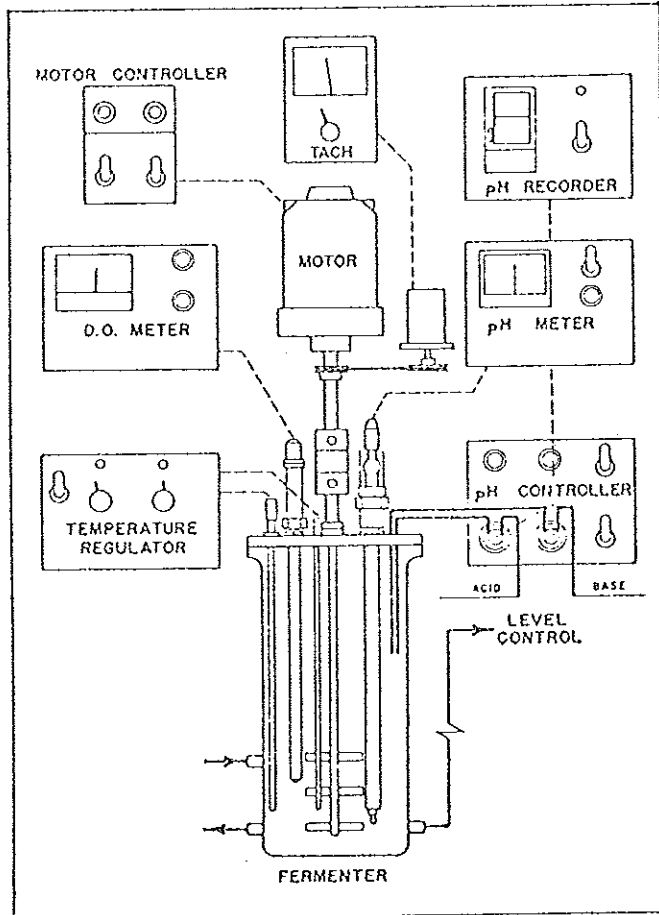 MOTOR CONTROLLER
TACH
pH RECORDER
MOTOR
D.O. METER
pH METER
TEMPERATURE
REGULATOR
pH CONTROLLER
ACID
BASE
LEVEL
CONTROL
FERMENTER